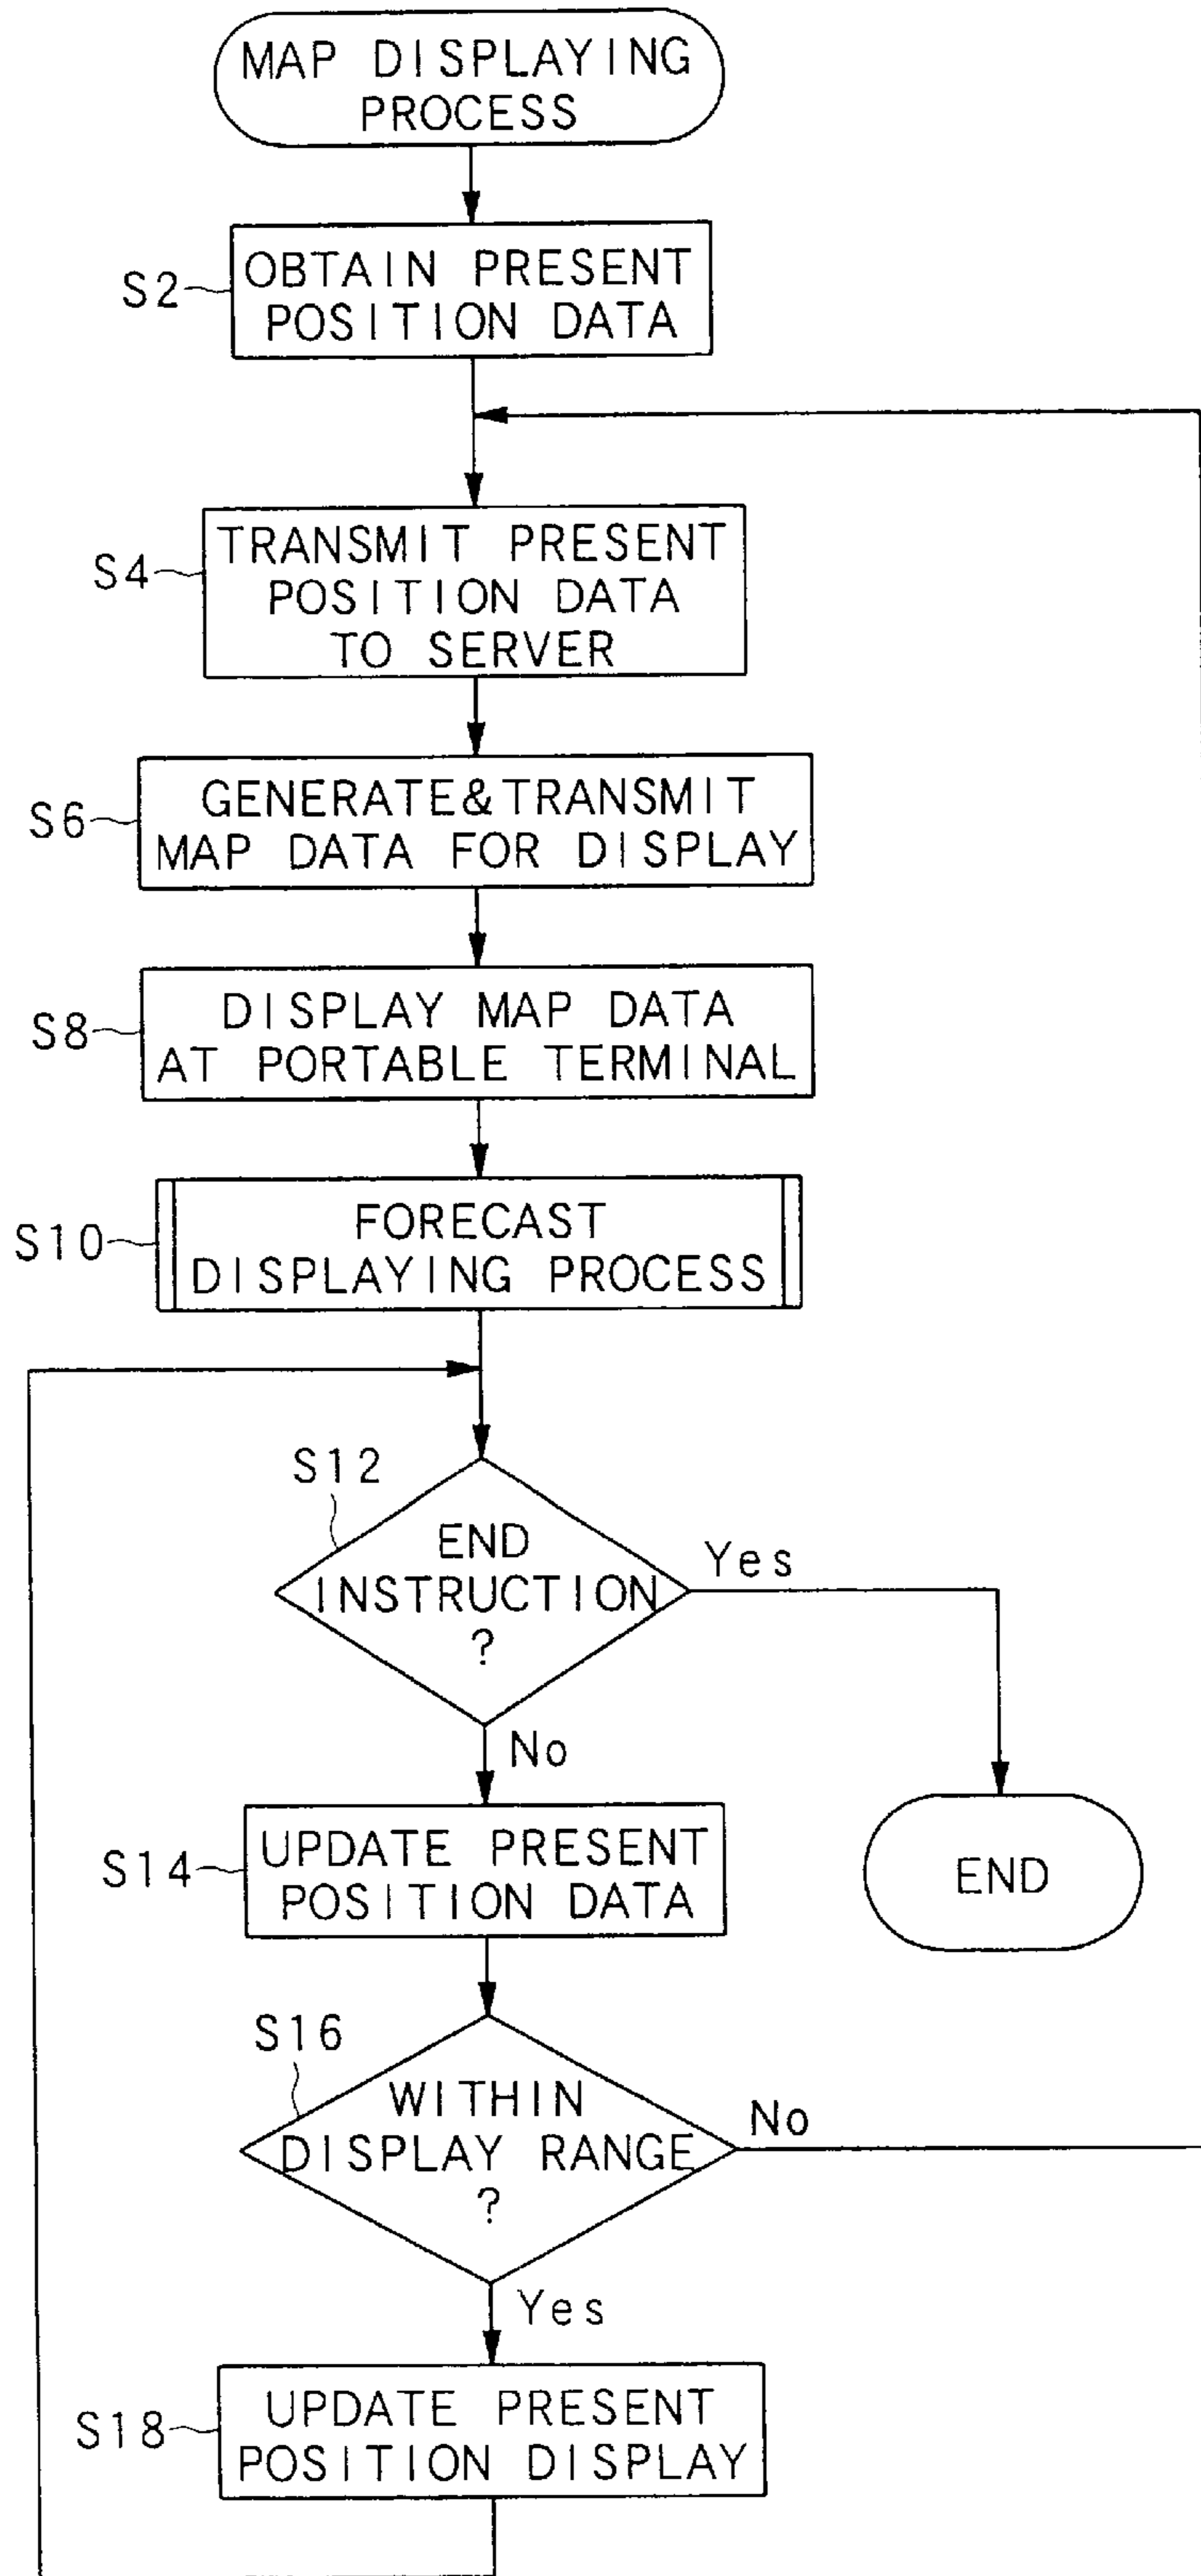 MAP DISPLAYING
PROCESS
S2
OBTAIN PRESENT
POSITION DATA
S4
TRANSMIT PRESENT
POSITION DATA
TO SERVER
S6
GENERATE&TRANSMIT
MAP DATA FOR DISPLAY
S8
DISPLAY MAP DATA
AT PORTABLE TERMINAL
S10
FORECAST
DISPLAYING PROCESS
S12
END
INSTRUCTION
?
Yes
No
S14
UPDATE PRESENT
POSITION DATA
END
S16
WITHIN
DISPLAY RANGE
?
No
Yes
S18
UPDATE PRESENT
POSITION DISPLAY